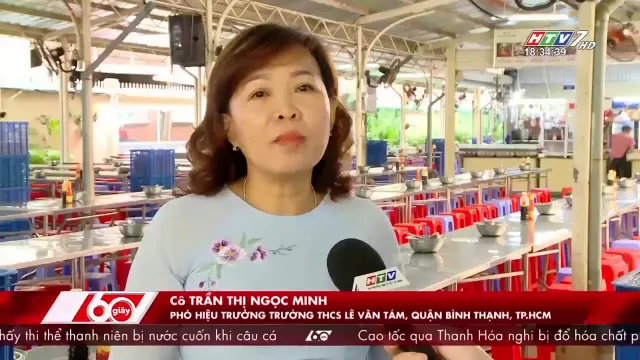 HTV7 HD
18:34:39
HTV
60 giây
Cô TRẦN THỊ NGỌC MINH
PHÓ HIỆU TRƯỞNG TRƯỜNG THCS LÊ VĂN TÁM, QUẬN BÌNH THẠNH, TP.HCM
hấy thi thể thanh niên bị nước cuốn khi câu cá
Cao tốc qua Thanh Hóa nghi bị đổ hóa chất p